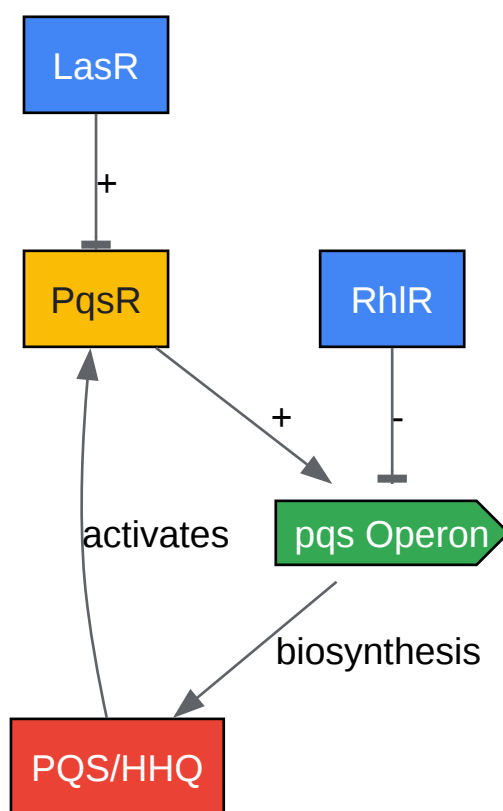 LasR
+
PqsR
RhlR
+
-
pqs Operon
activates
biosynthesis
PQS/HHQ